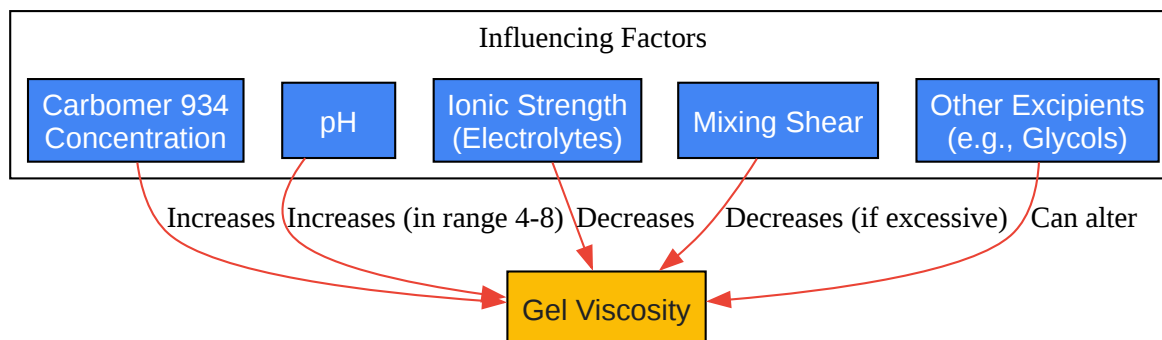 Influencing Factors
Carbomer 934
Concentration
pH
Ionic Strength
(Electrolytes)
Mixing Shear
Other Excipients
(e.g., Glycols)
Increases
Increases (in range 4-8)
Decreases
Decreases (if excessive)
Can alter
Gel Viscosity